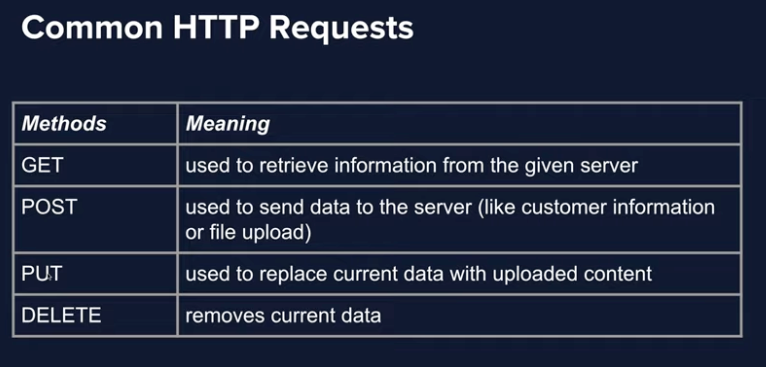 Common HTTP Requests
Methods
Meaning
GET
used to retrieve information from the given server
POST
used to send data to the server (like customer information
or file upload)
PUT
used to replace current data with uploaded content
DELETE
removes current data